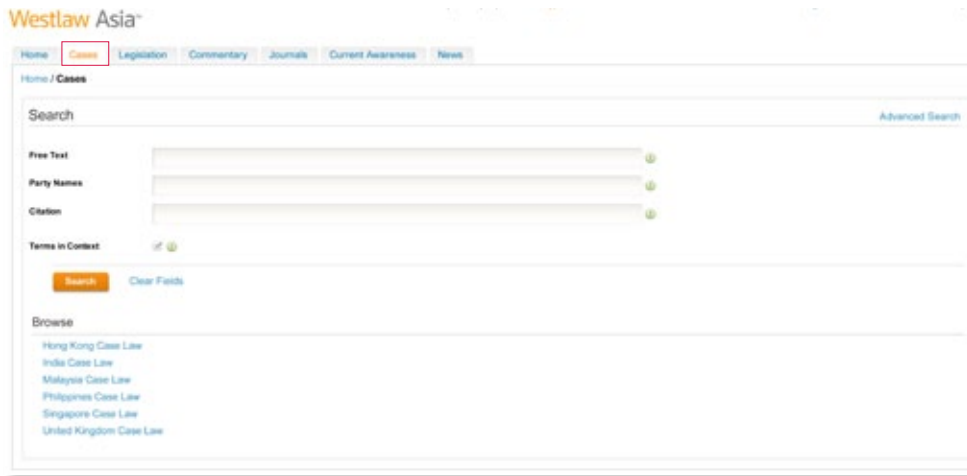 Westlaw Asia
Home Cases Legislation Commentary Journals Current Awareness News
Home / Cases
Search Advanced Search
Free Text
Party Names
Citation
Terms in Context
Search Clear Fields
Browse
Hong Kong Case Law
India Case Law
Malaysia Case Law
Philippines Case Law
Singapore Case Law
United Kingdom Case Law